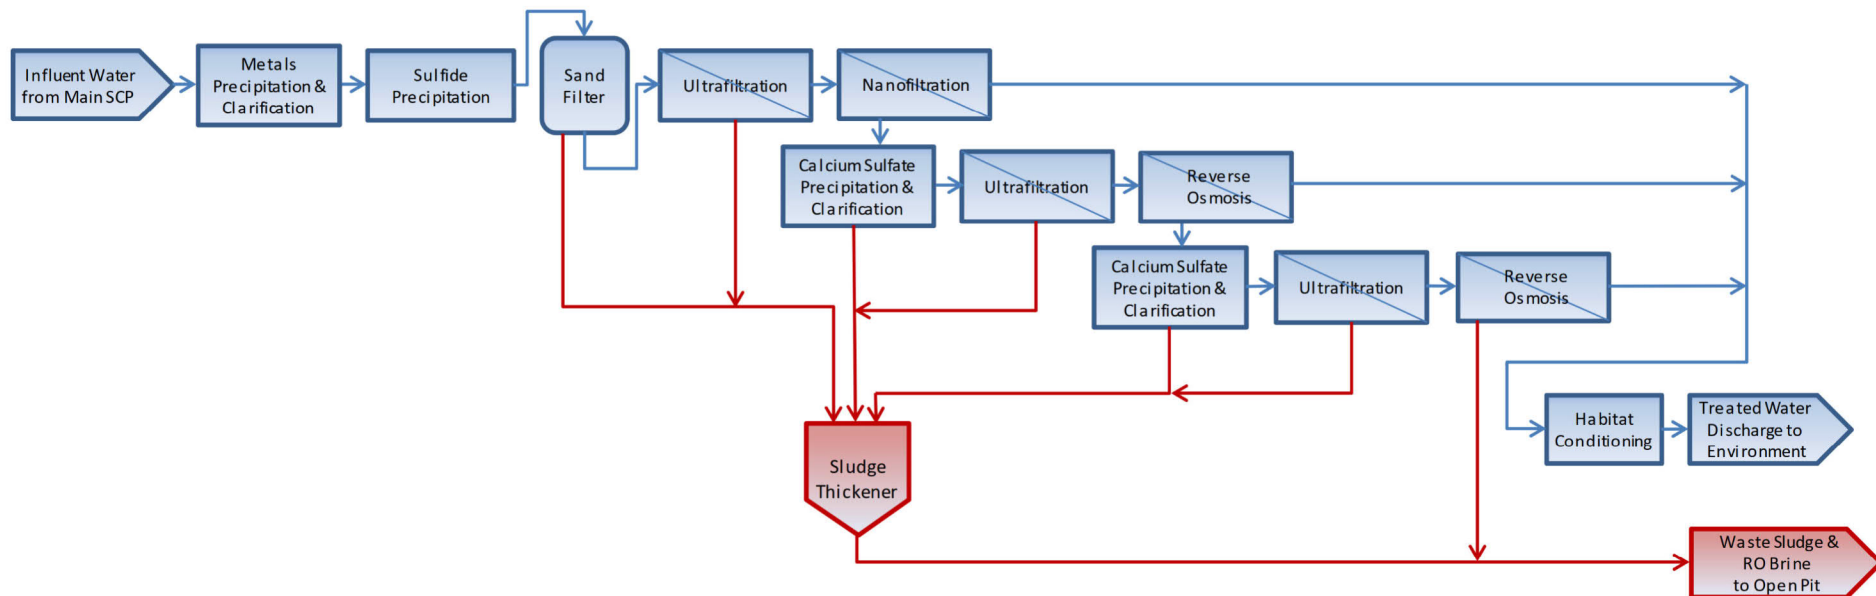 Influent Water
from Main SCP
Metals
Precipitation &
Clarification
Sulfide
Precipitation
Sand
Filter
Ultrafiltration
Nanofiltration
Calcium Sulfate
Precipitation &
Clarification
Ultrafiltration
Reverse
Osmosis
Calcium Sulfate
Precipitation &
Clarification
Ultrafiltration
Reverse
Osmosis
Habitat
Conditioning
Treated Water
Discharge to
Environment
Sludge
Thickener
Waste Sludge &
RO Brine
to Open Pit